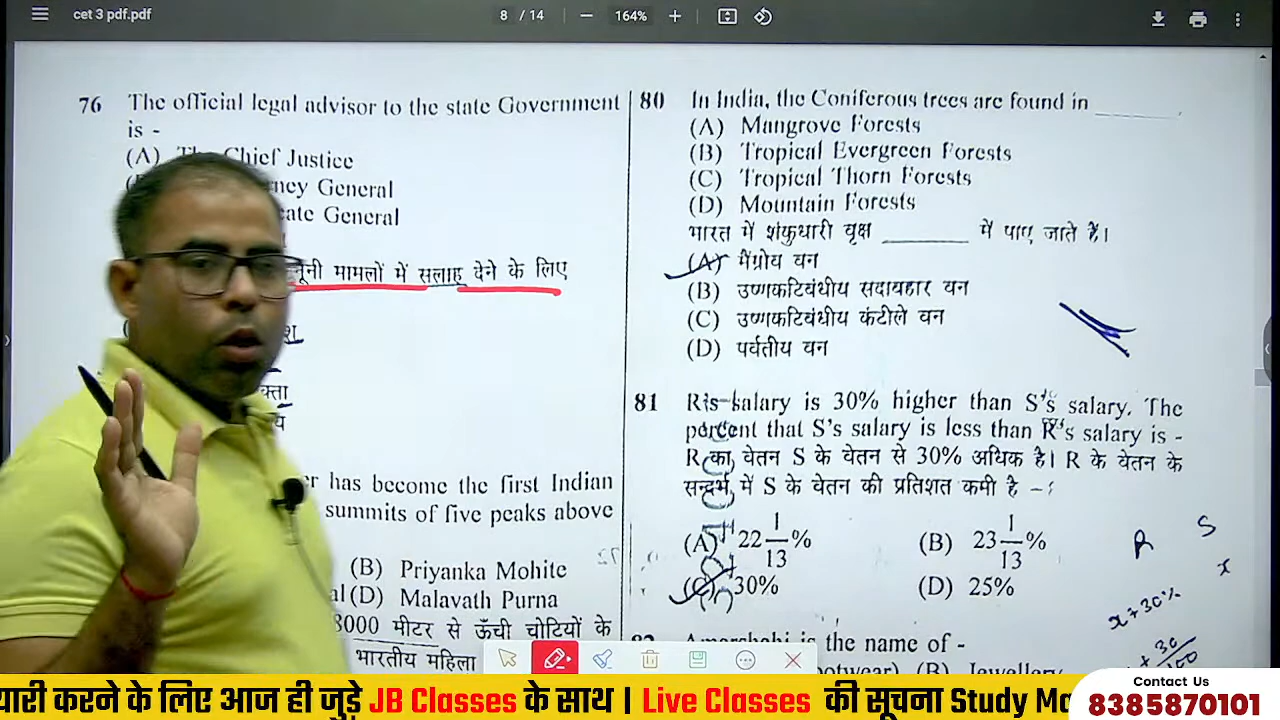 cet 3 pdf.pdf
8 / 14
164%
76 The official legal advisor to the state Government
is -
(A) Chief Justice
General
General
मामलों में सलाह देने के लिए
has become the first Indian
summits of five peaks above
(B) Priyanka Mohite
(D) Malavath Purna
8000 मीटर से ऊँची चोटियों के
भारतीय महिला
80 In India, the Coniferous trees are found in ________.
(A) Mangrove Forests
(B) Tropical Evergreen Forests
(C) Tropical Thorn Forests
(D) Mountain Forests
भारत में शंकुधारी वृक्ष ________ में पाए जाते हैं।
(A) मैंग्रोव वन
(B) उष्णकटिबंधीय सदाबहार वन
(C) उष्णकटिबंधीय कंटीले वन
(D) पर्वतीय वन
81 R's salary is 30% higher than S's salary. The
percent that S's salary is less than R's salary is -
R का वेतन S के वेतन से 30% अधिक है। R के वेतन के
सन्दर्भ में S के वेतन की प्रतिशत कमी है -
(A) 22 1/13 % (B) 23 1/13 %
(C) 30% (D) 25%
R S
x
x + 30%
82 Amarshahi is the name of -
(B) Jewellery
यारी करने के लिए आज ही जुड़े JB Classes के साथ | Live Classes की सूचना Study
Contact Us
8385870101